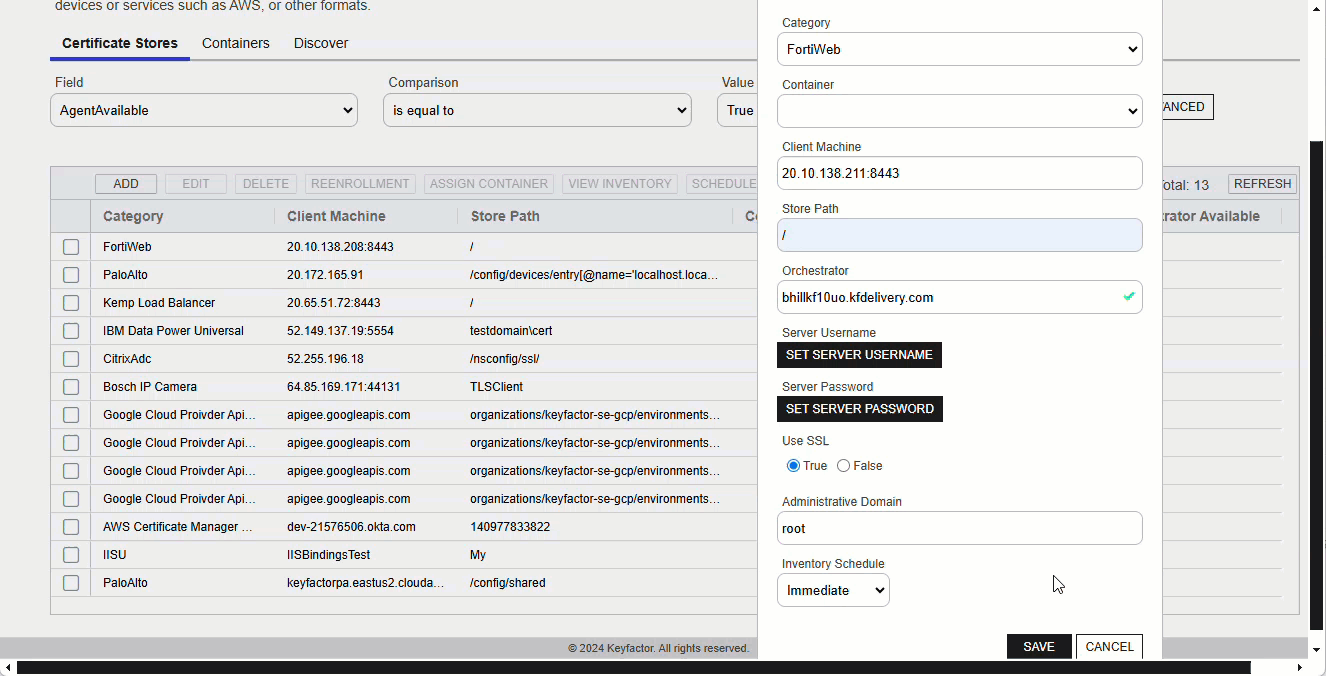 devices or services such as AWS, or other formats.
Certificate Stores Containers Discover
Field Comparison Value
AgentAvailable is equal to True ANCED
ADD EDIT DELETE REENROLLMENT ASSIGN CONTAINER VIEW INVENTORY SCHEDULE Total: 13 REFRESH
Category Client Machine Store Path Co rator Available
FortiWeb 20.10.138.208:8443 /
PaloAlto 20.172.165.91 /config/devices/entry[@name='localhost.loca...
Kemp Load Balancer 20.65.51.72:8443 /
IBM Data Power Universal 52.149.137.19:5554 testdomain\cert
CitrixAdc 52.255.196.18 /nsconfig/ssl/
Bosch IP Camera 64.85.169.171:44131 TLSClient
Google Cloud Proivder Api... apigee.googleapis.com organizations/keyfactor-se-gcp/environments...
Google Cloud Proivder Api... apigee.googleapis.com organizations/keyfactor-se-gcp/environments...
Google Cloud Proivder Api... apigee.googleapis.com organizations/keyfactor-se-gcp/environments...
Google Cloud Proivder Api... apigee.googleapis.com organizations/keyfactor-se-gcp/environments...
AWS Certificate Manager ... dev-21576506.okta.com 140977833822
IISU IISBindingsTest My
PaloAlto keyfactorpa.eastus2.clouda... /config/shared
© 2024 Keyfactor. All rights reserved.
Category
FortiWeb
Container
Client Machine
20.10.138.211:8443
Store Path
/
Orchestrator
bhillkf10uo.kfdelivery.com
Server Username
SET SERVER USERNAME
Server Password
SET SERVER PASSWORD
Use SSL
True False
Administrative Domain
root
Inventory Schedule
Immediate
SAVE CANCEL